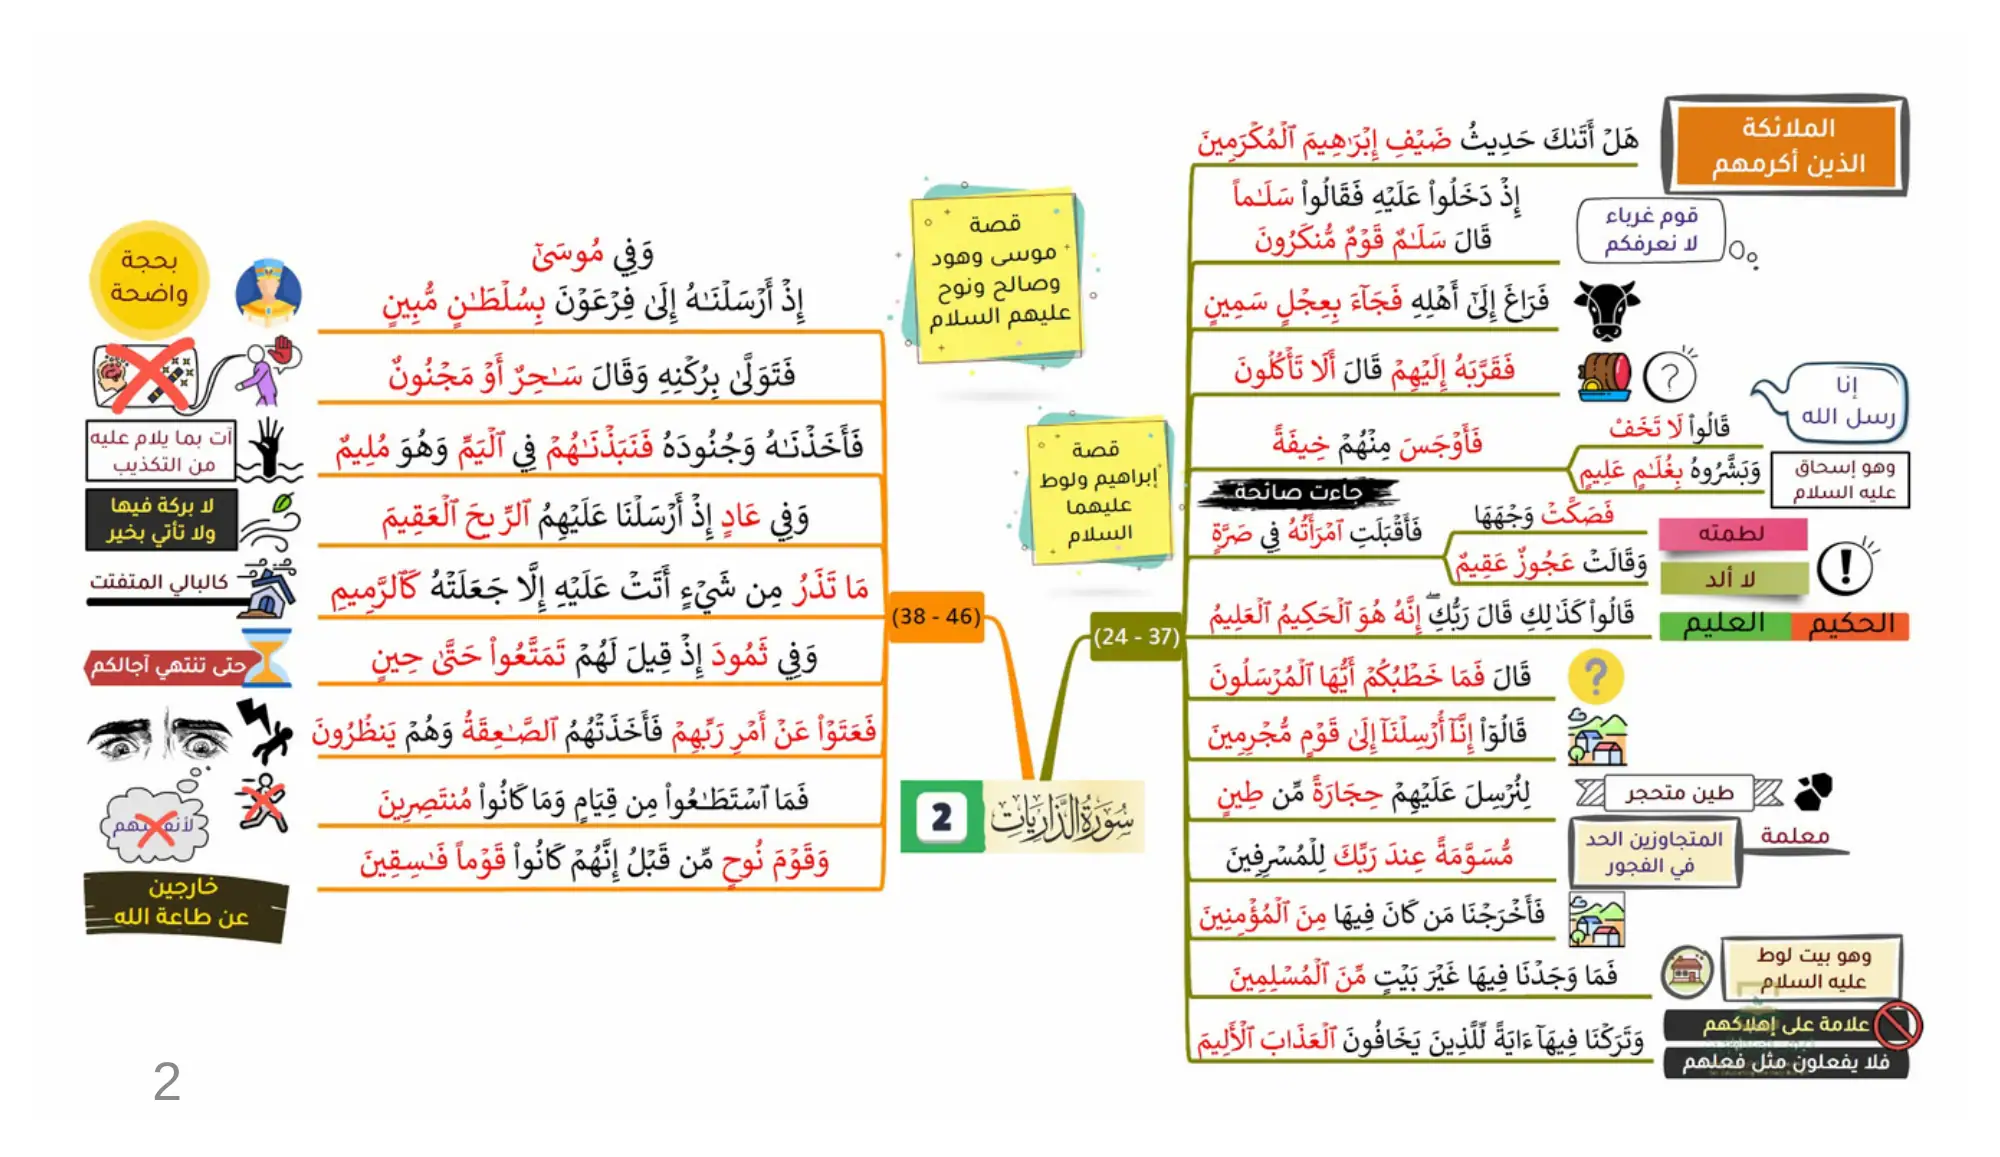 الملائكة
الذين أكرمهم
هَلۡ أَتَىٰكَ حَدِيثُ ضَيۡفِ إِبۡرَٰهِيمَ ٱلۡمُكۡرَمِينَ
إِذۡ دَخَلُواْ عَلَيۡهِ فَقَالُواْ سَلَٰماً
قَالَ سَلَٰمٌ قَوۡمٌ مُّنكَرُونَ
قوم غرباء
لا نعرفكم
فَرَاغَ إِلَىٰٓ أَهۡلِهِ فَجَآءَ بِعِجۡلٍ سَمِينٍ
فَقَرَّبَهُ إِلَيۡهِمۡ قَالَ أَلَا تَأۡكُلُونَ
?
إنا
رسل الله
فَأَوۡجَسَ مِنۡهُمۡ خِيفَةً
قَالُواْ لَا تَخَفۡ
وَبَشَّرُوهُ بِغُلَٰمٍ عَلِيمٍ
وهو إسحاق
عليه السلام
جاءت صائحة
فَأَقۡبَلَتِ ٱمۡرَأَتُهُ فِي صَرَّةٍ
فَصَكَّتۡ وَجۡهَهَا
لطمته
وَقَالَتۡ عَجُوزٌ عَقِيمٌ
لا ألد
!
قَالُواْ كَذَٰلِكِ قَالَ رَبُّكِۖ إِنَّهُ هُوَ ٱلۡحَكِيمُ ٱلۡعَلِيمُ
الحكيم العليم
قَالَ فَمَا خَطۡبُكُمۡ أَيُّهَا ٱلۡمُرۡسَلُونَ
?
قَالُوٓاْ إِنَّآ أُرۡسِلۡنَآ إِلَىٰ قَوۡمٍ مُّجۡرِمِينَ
لِنُرۡسِلَ عَلَيۡهِمۡ حِجَارَةً مِّن طِينٍ
طين متحجر
مُّسَوَّمَةً عِندَ رَبِّكَ لِلۡمُسۡرِفِينَ
معلمة
المتجاوزين الحد
في الفجور
فَأَخۡرَجۡنَا مَن كَانَ فِيهَا مِنَ ٱلۡمُؤۡمِنِينَ
فَمَا وَجَدۡنَا فِيهَا غَيۡرَ بَيۡتٍ مِّنَ ٱلۡمُسۡلِمِينَ
وهو بيت لوط
عليه السلام
وَتَرَكۡنَا فِيهَآ ءَايَةً لِّلَّذِينَ يَخَافُونَ ٱلۡعَذَابَ ٱلۡأَلِيمَ
علامة على إهلاكهم
فلا يفعلون مثل فعلهم
قصة
إبراهيم ولوط
عليهما
السلام
(24 - 37)
قصة
موسى وهود
وصالح ونوح
عليهم السلام
(38 - 46)
سُورَةُ الذَّارِيَات
2
وَفِي مُوسَىٰٓ
إِذۡ أَرۡسَلۡنَٰهُ إِلَىٰ فِرۡعَوۡنَ بِسُلۡطَٰنٍ مُّبِينٍ
بحجة
واضحة
فَتَوَلَّىٰ بِرُكۡنِهِ وَقَالَ سَٰحِرٌ أَوۡ مَجۡنُونٌ
فَأَخَذۡنَٰهُ وَجُنُودَهُ فَنَبَذۡنَٰهُمۡ فِي ٱلۡيَمِّ وَهُوَ مُلِيمٌ
آت بما يلام عليه
من التكذيب
وَفِي عَادٍ إِذۡ أَرۡسَلۡنَا عَلَيۡهِمُ ٱلرِّيحَ ٱلۡعَقِيمَ
لا بركة فيها
ولا تأتي بخير
مَا تَذَرُ مِن شَيۡءٍ أَتَتۡ عَلَيۡهِ إِلَّا جَعَلَتۡهُ كَٱلرَّمِيمِ
كالبالي المتفتت
وَفِي ثَمُودَ إِذۡ قِيلَ لَهُمۡ تَمَتَّعُواْ حَتَّىٰ حِينٍ
حتى تنتهي آجالكم
فَعَتَوۡاْ عَنۡ أَمۡرِ رَبِّهِمۡ فَأَخَذَتۡهُمُ ٱلصَّٰعِقَةُ وَهُمۡ يَنظُرُونَ
فَمَا ٱسۡتَطَٰعُواْ مِن قِيَامٍ وَمَا كَانُواْ مُنتَصِرِينَ
لأنفسهم
وَقَوۡمَ نُوحٍ مِّن قَبۡلُ إِنَّهُمۡ كَانُواْ قَوۡماً فَٰسِقِينَ
خارجين
عن طاعة الله
2